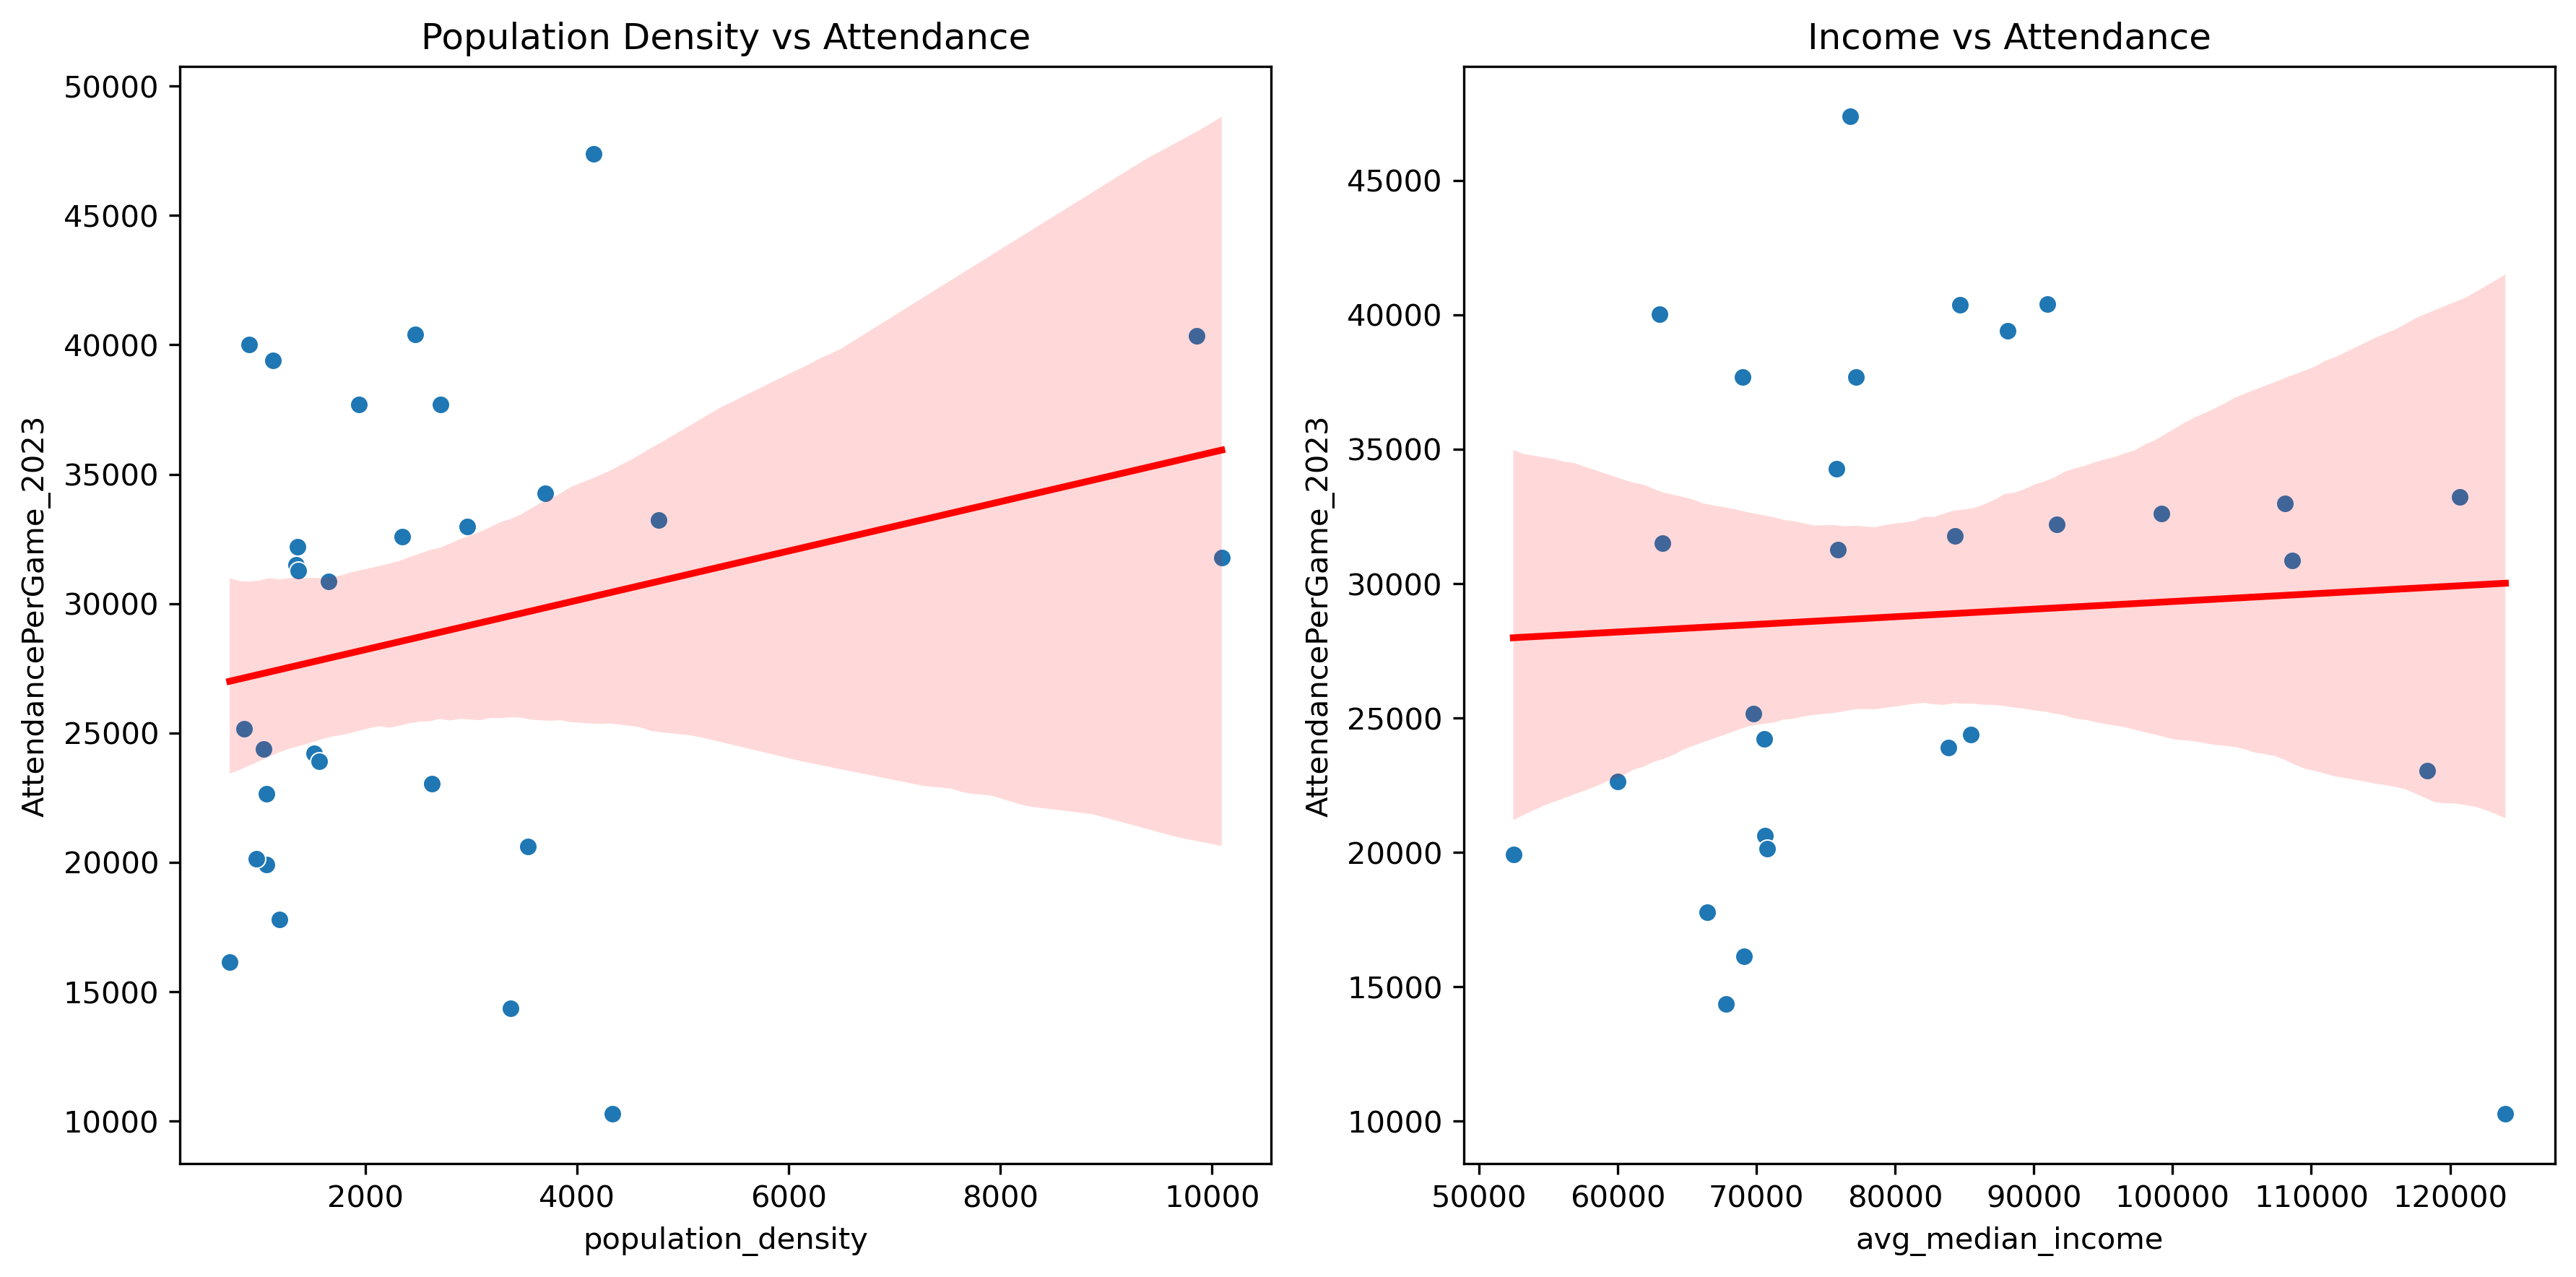 Population Density vs Attendance
50000
45000
40000
35000
30000
25000
20000
15000
10000
AttendancePerGame_2023
2000 4000 6000 8000 10000
population_density
Income vs Attendance
45000
40000
35000
30000
25000
20000
15000
10000
AttendancePerGame_2023
50000 60000 70000 80000 90000 100000 110000 120000
avg_median_income